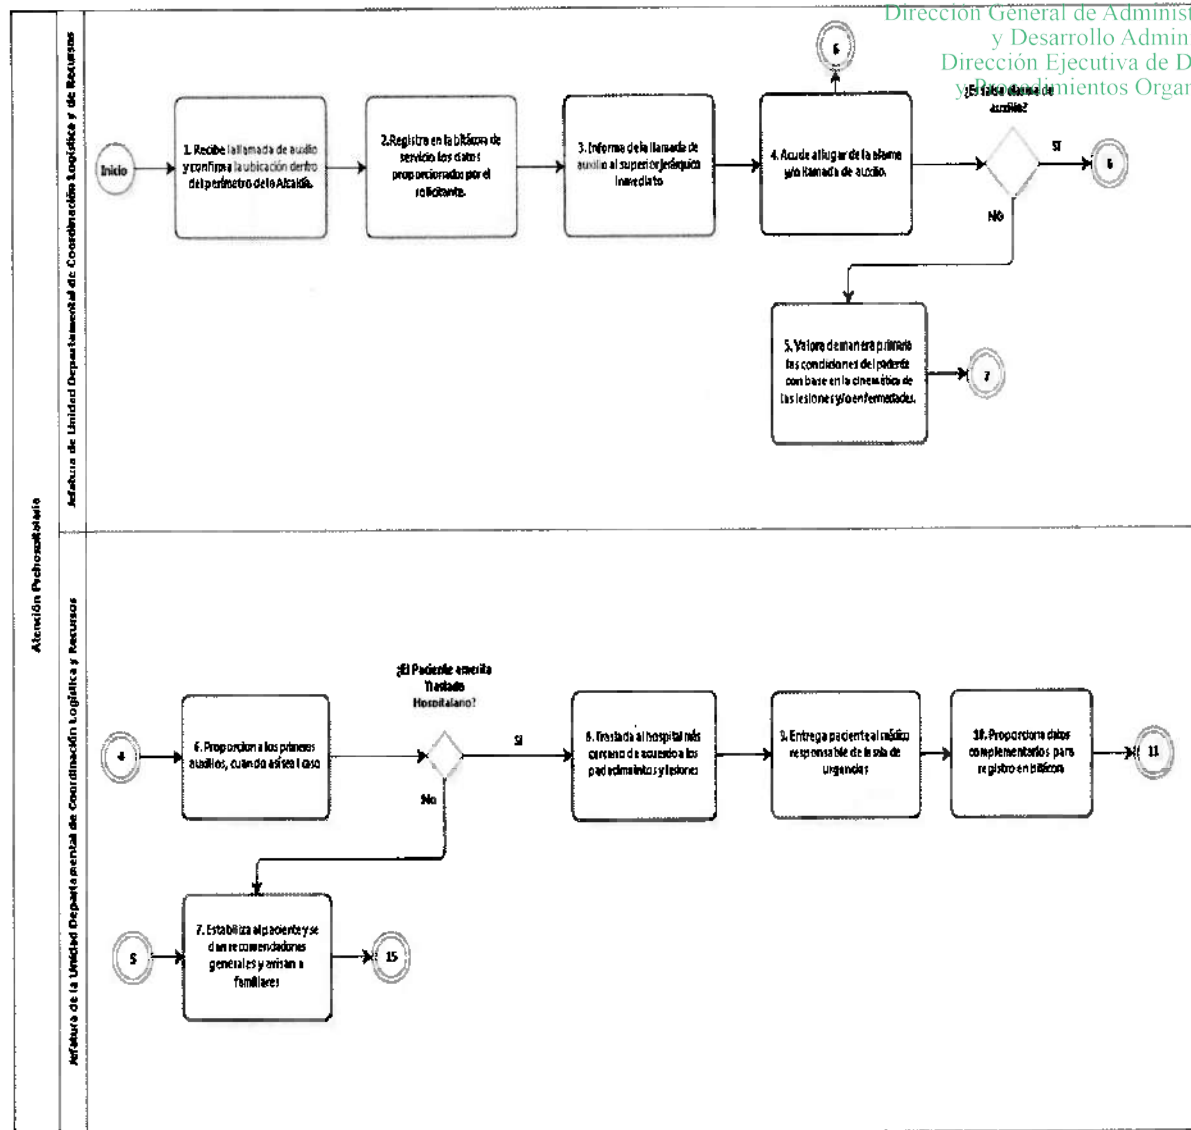 Dirección General de Administ
y Desarrollo Admin
Dirección Ejecutiva de D
y Procedimientos Organ
Atención Prehospitalaria
Jefatura de Unidad Departamental de Coordinación Logística y de Recursos
Inicio
1. Recibe la llamada de auxilio
y confirma la ubicación dentro
del perímetro de la Alcaldía.
2. Registra en la bitácora de
servicio los datos
proporcionados por el
solicitante.
3. Informa de la llamada de
auxilio al superior jerárquico
inmediato
6
4. Acude al lugar de la alarma
y/o llamada de auxilio.
¿Es falsa alarma de
auxilio?
SI
6
NO
5. Valora de manera primaria
las condiciones del paciente
con base en la cinemática de
las lesiones y/o enfermedades.
7
Jefatura de la Unidad Departamental de Coordinación Logística y Recursos
4
6. Proporciona los primeros
auxilios, cuando así sea l caso
¿El Paciente amerita
Traslado
Hospitalario?
SI
No
8. Traslada al hospital más
cercano de acuerdo a los
padecimientos y lesiones
9. Entrega paciente al médico
responsable de la sala de
urgencias
10. Proporciona datos
complementarios para
registro en bitácora
11
5
7. Estabiliza al paciente y se
dan recomendaciones
generales y avisan a
familiares
15